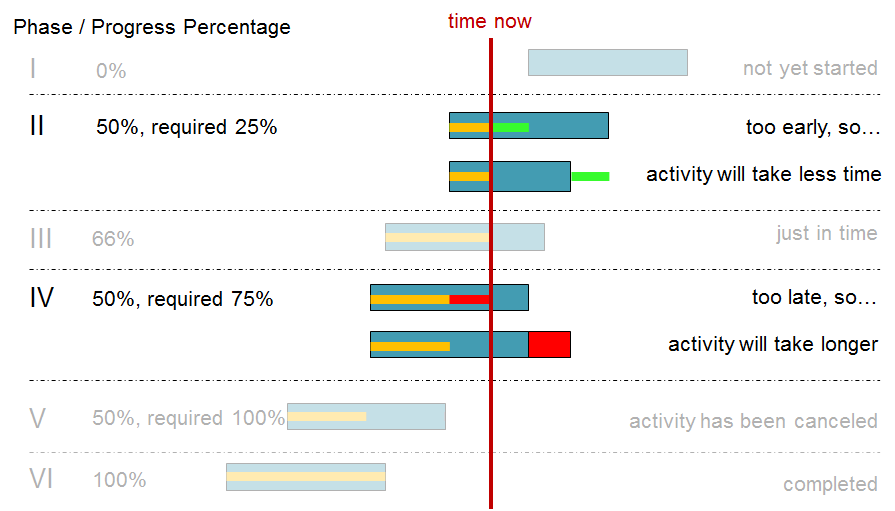 time now
Phase / Progress Percentage
I 0% not yet started
II 50%, required 25% too early, so...
activity will take less time
III 66% just in time
IV 50%, required 75% too late, so...
activity will take longer
V 50%, required 100% activity has been canceled
VI 100% completed